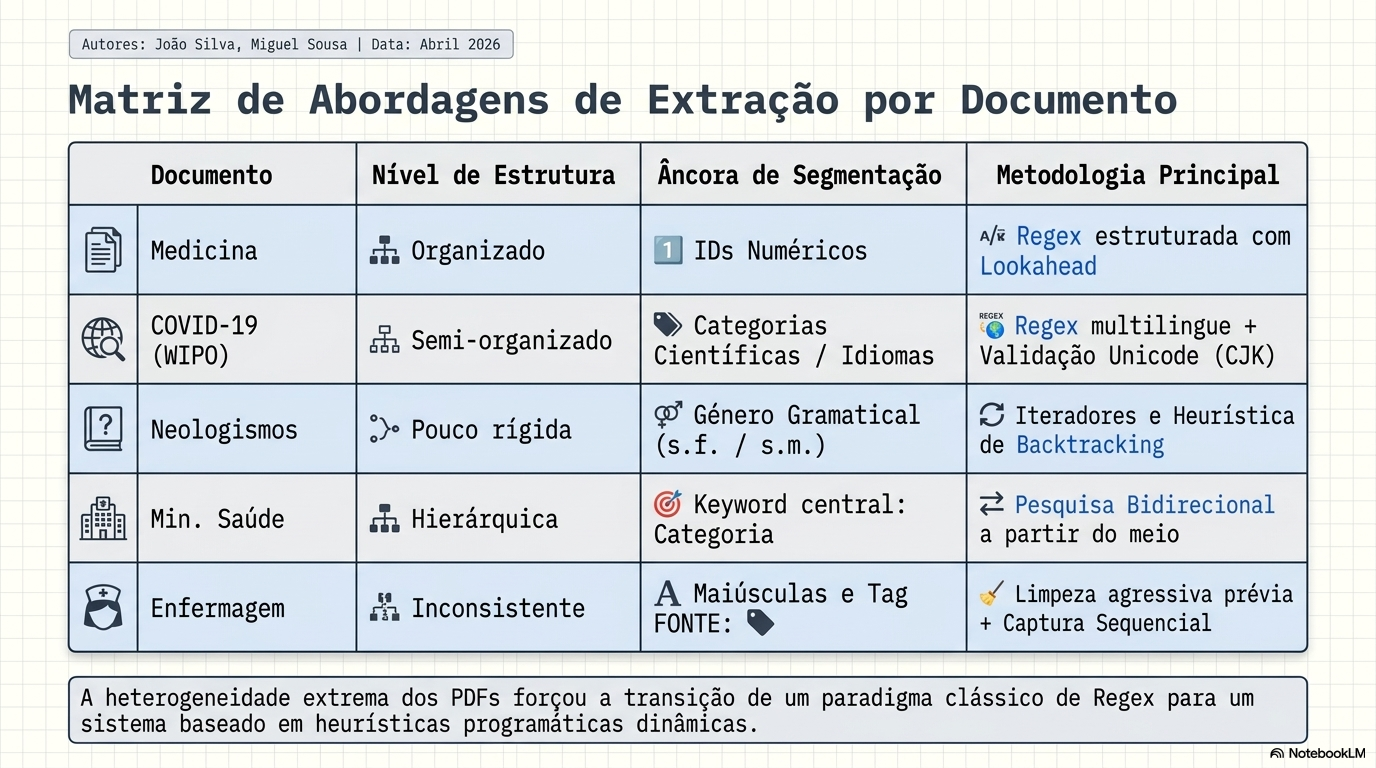 Autores: João Silva, Miguel Sousa | Data: Abril 2026
Matriz de Abordagens de Extração por Documento
Documento
Nível de Estrutura
Âncora de Segmentação
Metodologia Principal
Medicina
Organizado
1 IDs Numéricos
Regex estruturada com
Lookahead
COVID-19
(WIPO)
Semi-organizado
Categorias
Científicas / Idiomas
REGEX
Regex multilingue +
Validação Unicode (CJK)
?
Neologismos
Pouco rígida
Género Gramatical
(s.f. / s.m.)
Iteradores e Heurística
de Backtracking
Min. Saúde
Hierárquica
Keyword central:
Categoria
Pesquisa Bidirecional
a partir do meio
Enfermagem
Inconsistente
A Maiúsculas e Tag
FONTE:
Limpeza agressiva prévia
+ Captura Sequencial
A heterogeneidade extrema dos PDFs forçou a transição de um paradigma clássico de Regex para um
sistema baseado em heurísticas programáticas dinâmicas.
NotebookLM